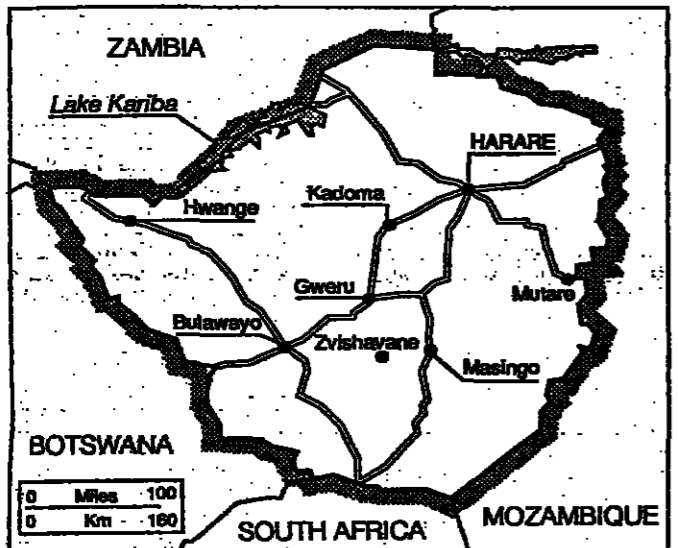 ZAMBIA
Lake Kariba
HARARE
Kadoma
Hwange
Gweru
Mutare
Bulawayo
Zvishavane
Masingo
BOTSWANA
0 Miles 100
0 Km 160
SOUTH AFRICA
MOZAMBIQUE